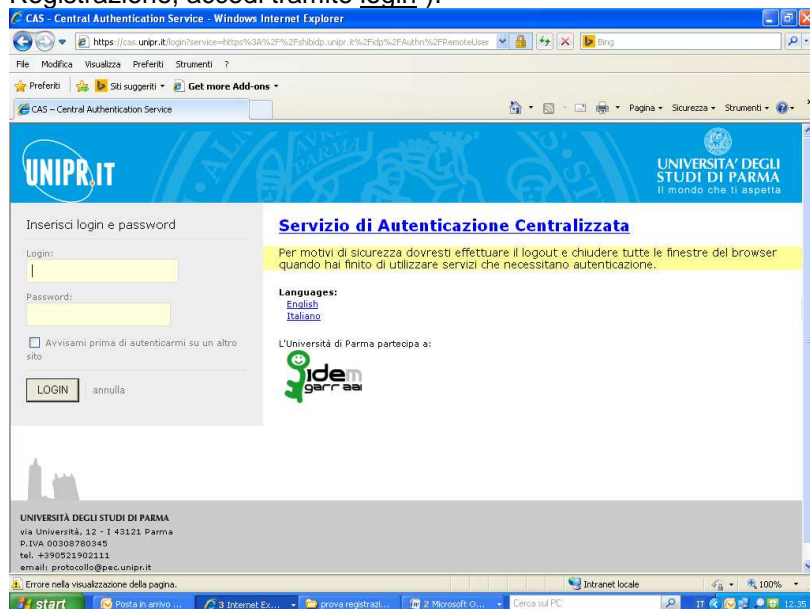 Registrazione, accedi tramite login ).
CAS - Central Authentication Service - Windows Internet Explorer
https://cas.unipr.it/login?service=https%3A%2F%2Fshibidp.unipr.it%2Fidp%2FAuthn%2FRemoteUser
Bing
File Modifica Visualizza Preferiti Strumenti ?
Preferiti Siti suggeriti Get more Add-ons
CAS – Central Authentication Service
Pagina Sicurezza Strumenti
UNIPR.IT
UNIVERSITA' DEGLI
STUDI DI PARMA
Il mondo che ti aspetta
PARMA
Inserisci login e password
Login:
Password:
Avvisami prima di autenticarmi su un altro
sito
LOGIN annulla
Servizio di Autenticazione Centralizzata
Per motivi di sicurezza dovresti effettuare il logout e chiudere tutte le finestre del browser
quando hai finito di utilizzare servizi che necessitano autenticazione.
Languages:
English
Italiano
L'Universitá di Parma partecipa a:
idem
garr aai
UNIVERSITÀ DEGLI STUDI DI PARMA
via Università, 12 - I 43121 Parma
P.IVA 00308780345
tel. +390521902111
email: protocollo@pec.unipr.it
Errore nella visualizzazione della pagina.
Intranet locale
100%
start
Posta in arrivo ...
3 Internet Ex...
prova registrazi...
2 Microsoft O...
Cerca sul PC
IT
12.35